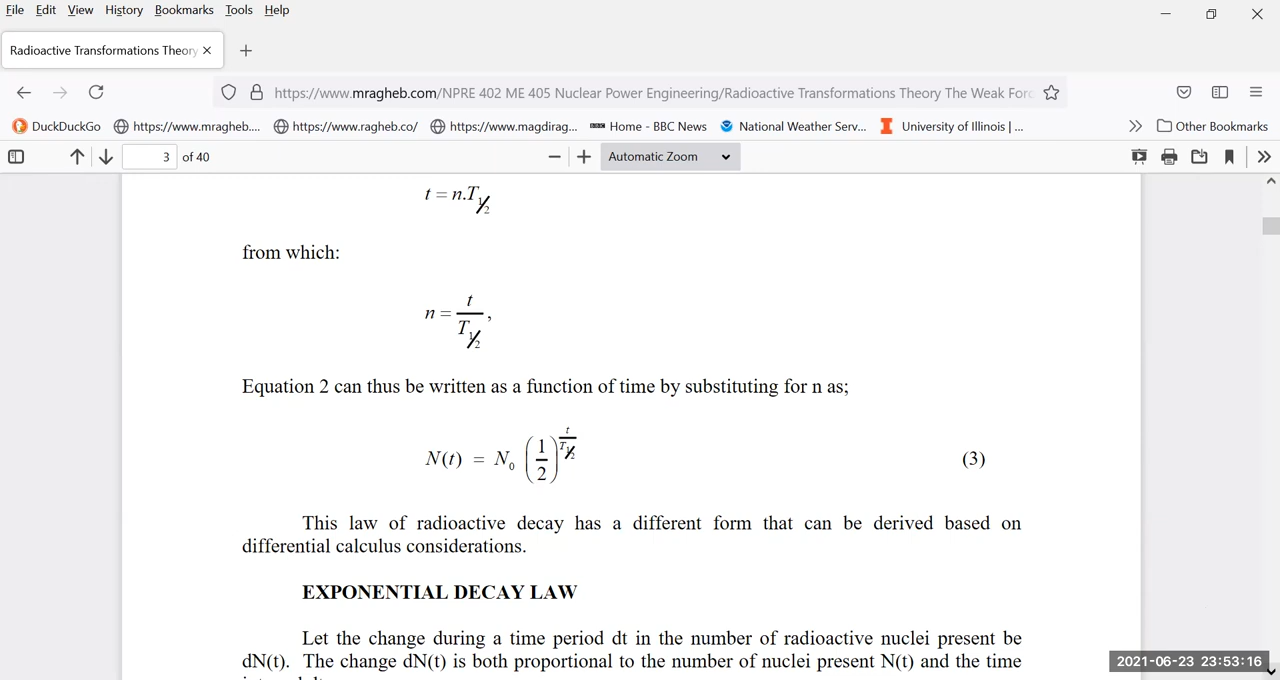 File Edit View History Bookmarks Tools Help
Radioactive Transformations Theory
https://www.mragheb.com/NPRE 402 ME 405 Nuclear Power Engineering/Radioactive Transformations Theory The Weak Forc
DuckDuckGo https://www.mragheb.... https://www.ragheb.co/ https://www.magdirag... BBC Home - BBC News National Weather Serv... University of Illinois | ... Other Bookmarks
3 of 40 Automatic Zoom
t = n.T½
from which:
n = t/T½,
Equation 2 can thus be written as a function of time by substituting for n as;
N(t) = N₀ (1/2)^(t/T½) (3)
This law of radioactive decay has a different form that can be derived based on
differential calculus considerations.
EXPONENTIAL DECAY LAW
Let the change during a time period dt in the number of radioactive nuclei present be
dN(t). The change dN(t) is both proportional to the number of nuclei present N(t) and the time
2021-06-23 23:53:16